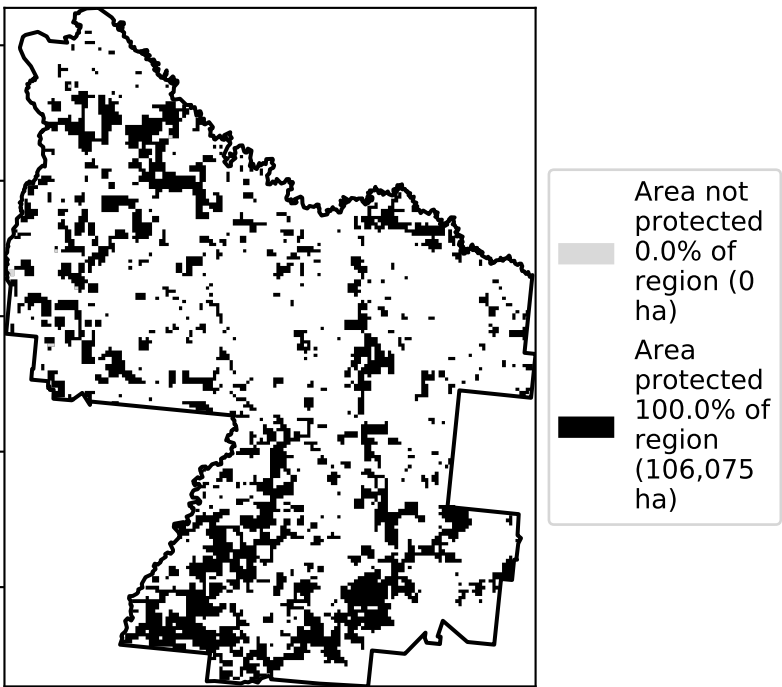 Area not
protected
0.0% of
region (0
ha)
Area
protected
100.0% of
region
(106,075
ha)